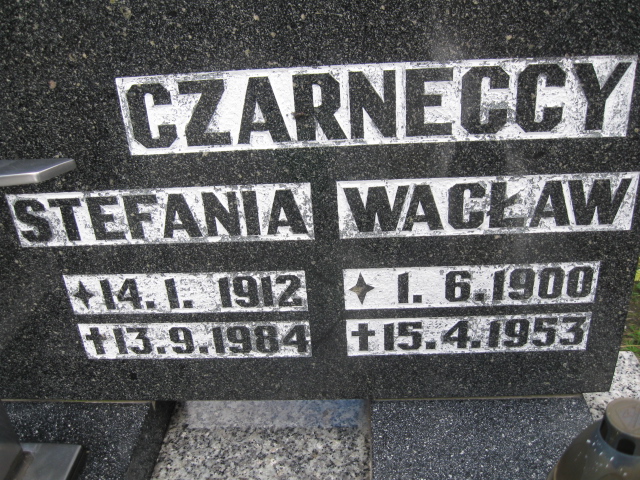 CZARNECCY
STEFANIA WACŁAW
✦14.1.1912 ✦1.6.1900
✝13.9.1984 ✝15.4.1953